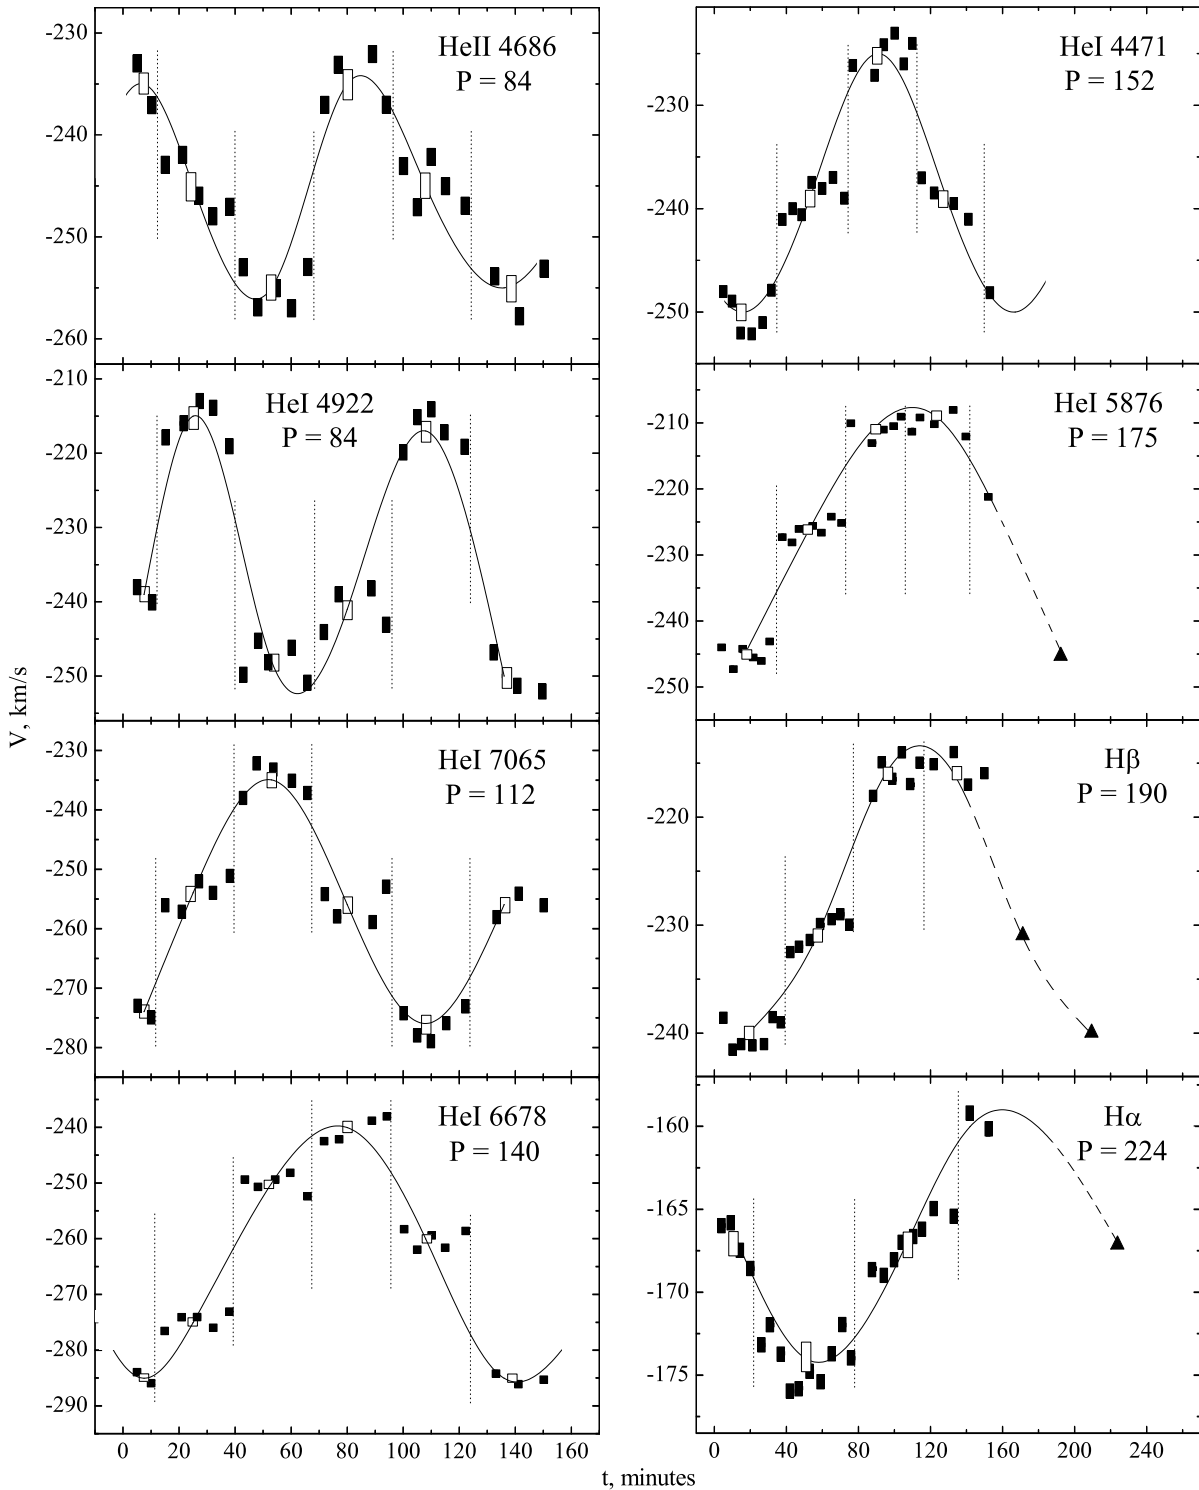 V, km/s
HeII 4686
P = 84
-230
-240
-250
-260
HeI 4922
P = 84
-210
-220
-230
-240
-250
HeI 7065
P = 112
-230
-240
-250
-260
-270
-280
HeI 6678
P = 140
-240
-250
-260
-275
-280
-290
0 20 40 60 80 100 120 140 160
HeI 4471
P = 152
-230
-240
-250
HeI 5876
P = 175
-210
-220
-230
-240
-250
Hβ
P = 190
-220
-230
-240
Hα
P = 224
-160
-165
-170
-175
0 40 80 120 160 200 240
t, minutes